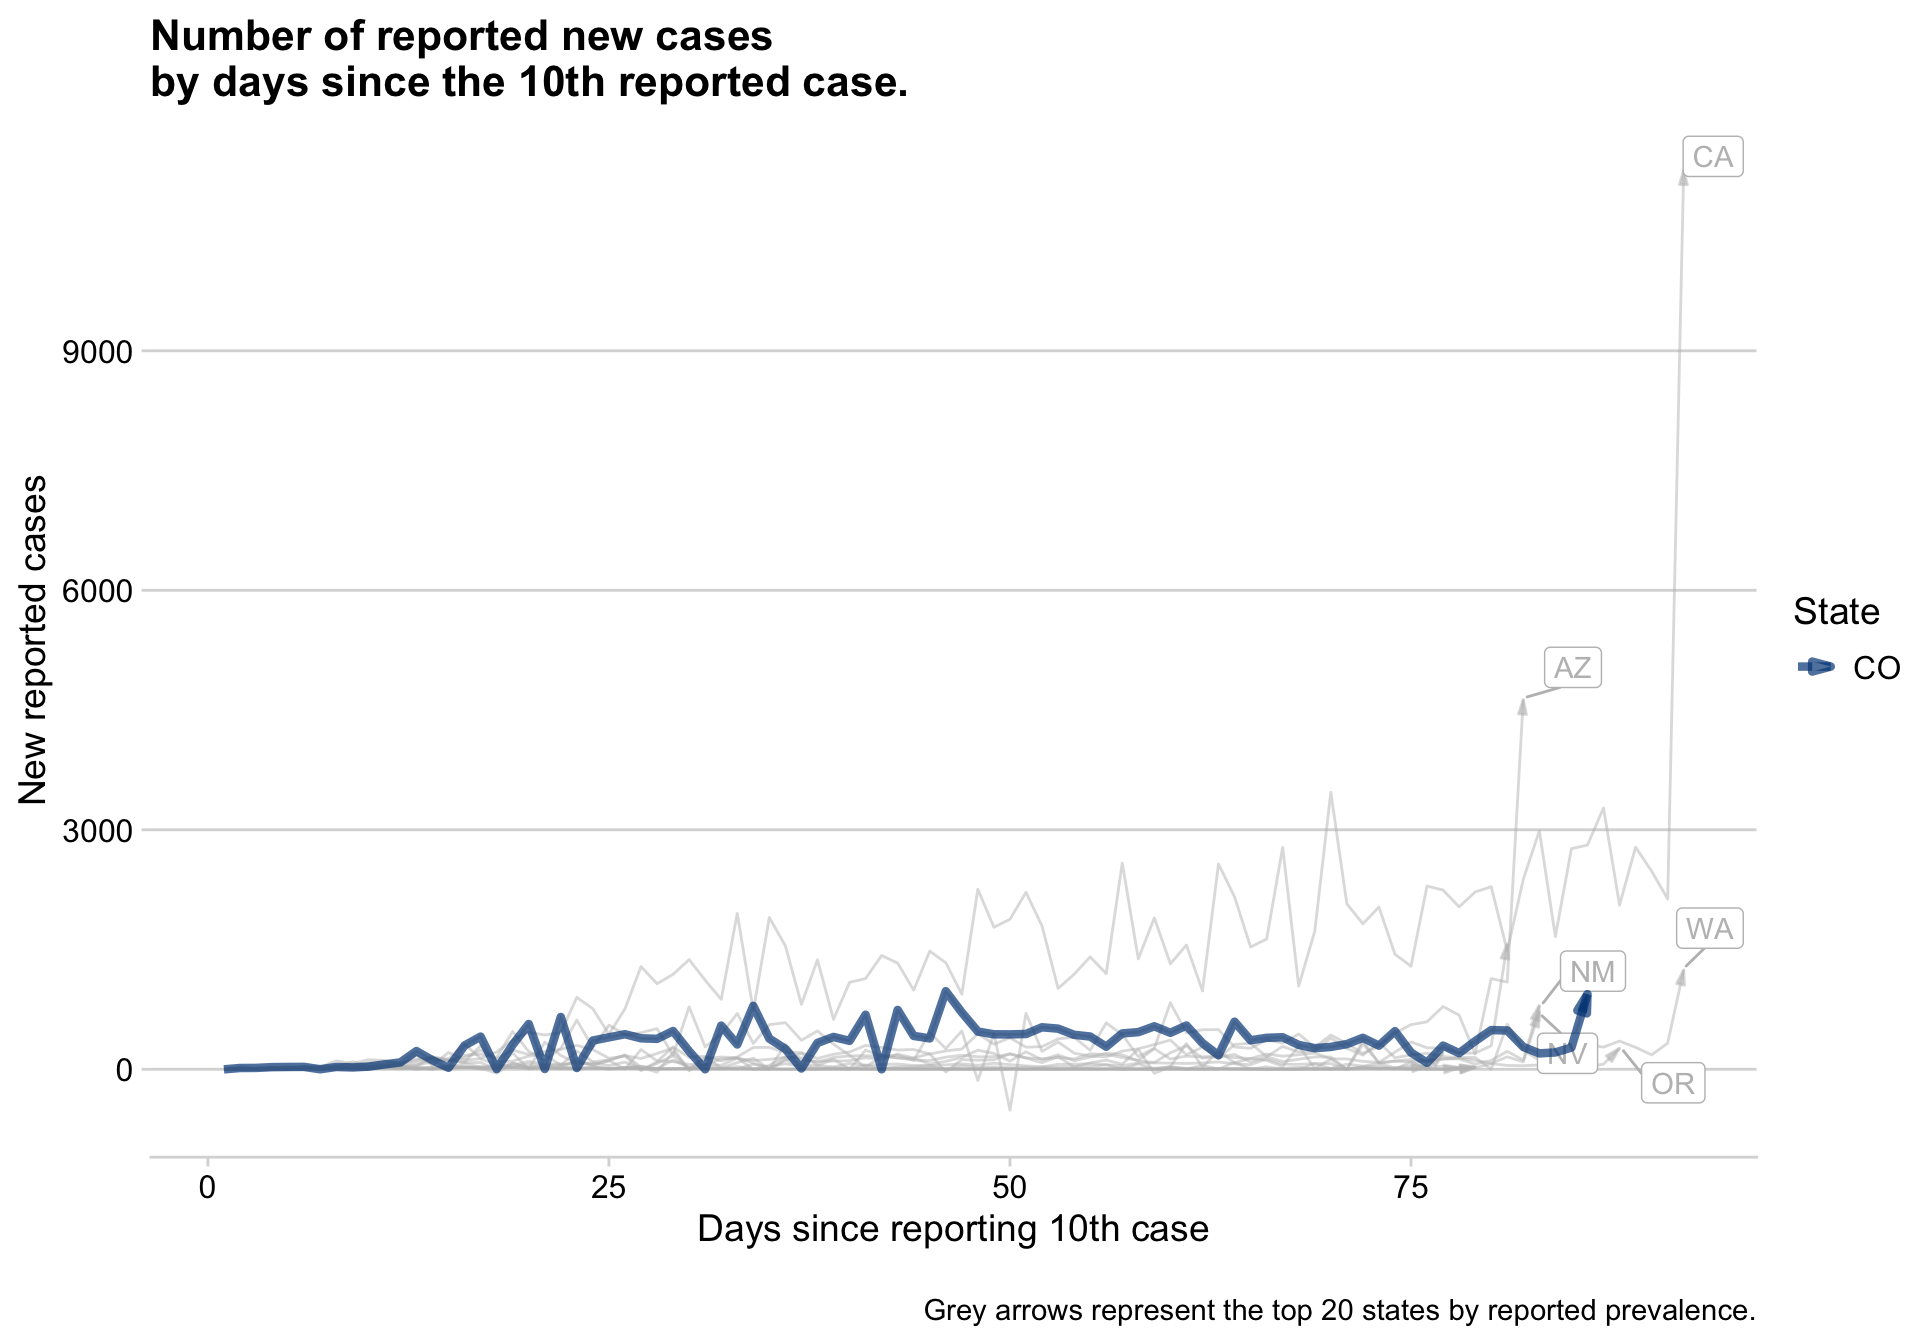 Number of reported new cases
by days since the 10th reported case.
CA
9000
New reported cases
6000
State
AZ
CO
3000
WA
NM
NV
0
OR
0 25 50 75
Days since reporting 10th case
Grey arrows represent the top 20 states by reported prevalence.